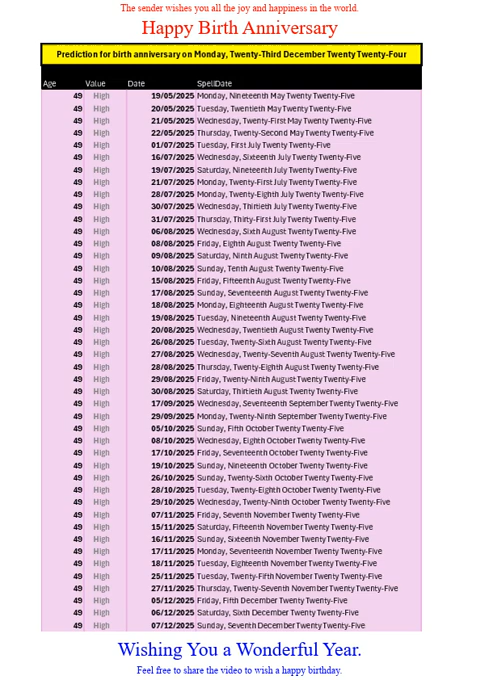 The sender wishes you all the joy and happiness in the world.
Happy Birth Anniversary
Prediction for birth anniversary on Monday, Twenty-Third December Twenty Twenty-Four
Age Value Date SpellDate
49 High 19/05/2025 Monday, Nineteenth May Twenty Twenty-Five
49 High 20/05/2025 Tuesday, Twentieth May Twenty Twenty-Five
49 High 21/05/2025 Wednesday, Twenty-First May Twenty Twenty-Five
49 High 22/05/2025 Thursday, Twenty-Second May Twenty Twenty-Five
49 High 01/07/2025 Tuesday, First July Twenty Twenty-Five
49 High 16/07/2025 Wednesday, Sixteenth July Twenty Twenty-Five
49 High 19/07/2025 Saturday, Nineteenth July Twenty Twenty-Five
49 High 21/07/2025 Monday, Twenty-First July Twenty Twenty-Five
49 High 28/07/2025 Monday, Twenty-Eighth July Twenty Twenty-Five
49 High 30/07/2025 Wednesday, Thirtieth July Twenty Twenty-Five
49 High 31/07/2025 Thursday, Thirty-First July Twenty Twenty-Five
49 High 06/08/2025 Wednesday, Sixth August Twenty Twenty-Five
49 High 08/08/2025 Friday, Eighth August Twenty Twenty-Five
49 High 09/08/2025 Saturday, Ninth August Twenty Twenty-Five
49 High 10/08/2025 Sunday, Tenth August Twenty Twenty-Five
49 High 15/08/2025 Friday, Fifteenth August Twenty Twenty-Five
49 High 17/08/2025 Sunday, Seventeenth August Twenty Twenty-Five
49 High 18/08/2025 Monday, Eighteenth August Twenty Twenty-Five
49 High 19/08/2025 Tuesday, Nineteenth August Twenty Twenty-Five
49 High 20/08/2025 Wednesday, Twentieth August Twenty Twenty-Five
49 High 26/08/2025 Tuesday, Twenty-Sixth August Twenty Twenty-Five
49 High 27/08/2025 Wednesday, Twenty-Seventh August Twenty Twenty-Five
49 High 28/08/2025 Thursday, Twenty-Eighth August Twenty Twenty-Five
49 High 29/08/2025 Friday, Twenty-Ninth August Twenty Twenty-Five
49 High 30/08/2025 Saturday, Thirtieth August Twenty Twenty-Five
49 High 17/09/2025 Wednesday, Seventeenth September Twenty Twenty-Five
49 High 29/09/2025 Monday, Twenty-Ninth September Twenty Twenty-Five
49 High 05/10/2025 Sunday, Fifth October Twenty Twenty-Five
49 High 08/10/2025 Wednesday, Eighth October Twenty Twenty-Five
49 High 17/10/2025 Friday, Seventeenth October Twenty Twenty-Five
49 High 19/10/2025 Sunday, Nineteenth October Twenty Twenty-Five
49 High 26/10/2025 Sunday, Twenty-Sixth October Twenty Twenty-Five
49 High 28/10/2025 Tuesday, Twenty-Eighth October Twenty Twenty-Five
49 High 29/10/2025 Wednesday, Twenty-Ninth October Twenty Twenty-Five
49 High 07/11/2025 Friday, Seventh November Twenty Twenty-Five
49 High 15/11/2025 Saturday, Fifteenth November Twenty Twenty-Five
49 High 16/11/2025 Sunday, Sixteenth November Twenty Twenty-Five
49 High 17/11/2025 Monday, Seventeenth November Twenty Twenty-Five
49 High 18/11/2025 Tuesday, Eighteenth November Twenty Twenty-Five
49 High 25/11/2025 Tuesday, Twenty-Fifth November Twenty Twenty-Five
49 High 27/11/2025 Thursday, Twenty-Seventh November Twenty Twenty-Five
49 High 05/12/2025 Friday, Fifth December Twenty Twenty-Five
49 High 06/12/2025 Saturday, Sixth December Twenty Twenty-Five
49 High 07/12/2025 Sunday, Seventh December Twenty Twenty-Five
Wishing You a Wonderful Year.
Feel free to share the video to wish a happy birthday.